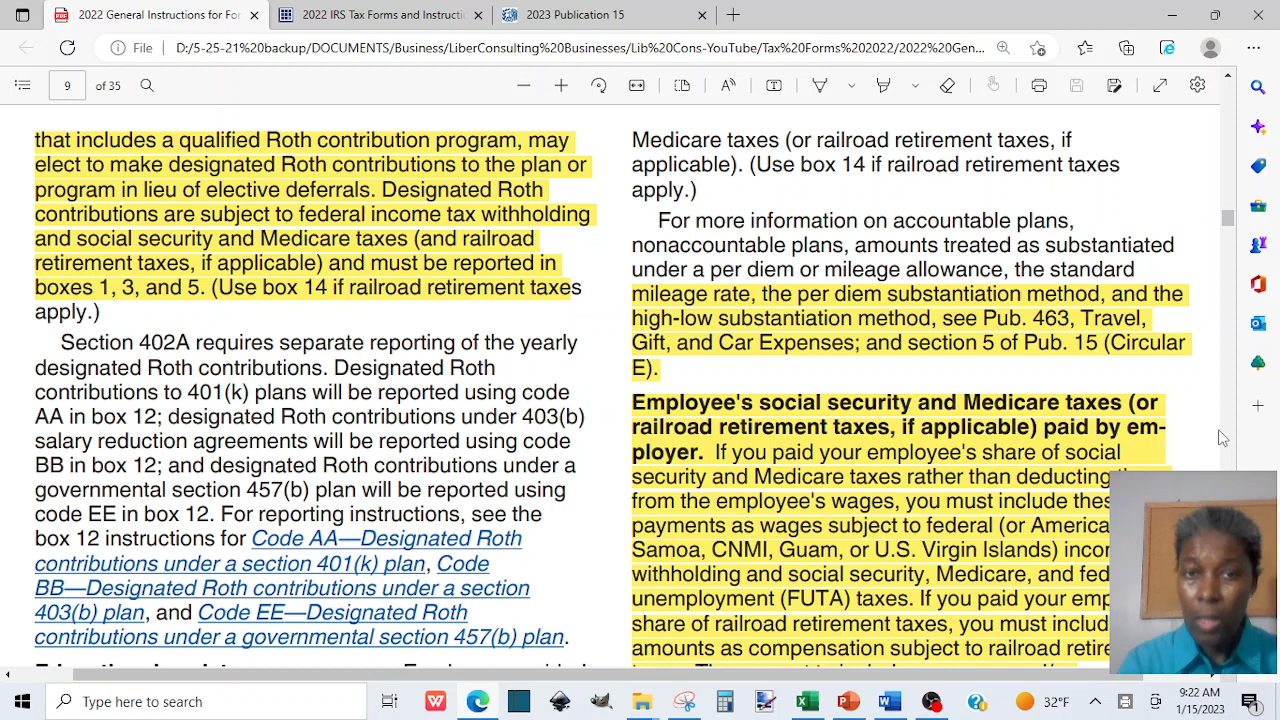 2022 General Instructions for For
2022 IRS Tax Forms and Instructi
2023 Publication 15
File
D:/5-25-21%20backup/DOCUMENTS/Business/LiberConsulting%20Businesses/Lib%20Cons-YouTube/Tax%20Forms%202022/2022%20Gen...
9 of 35
that includes a qualified Roth contribution program, may
elect to make designated Roth contributions to the plan or
program in lieu of elective deferrals. Designated Roth
contributions are subject to federal income tax withholding
and social security and Medicare taxes (and railroad
retirement taxes, if applicable) and must be reported in
boxes 1, 3, and 5. (Use box 14 if railroad retirement taxes
apply.)
Section 402A requires separate reporting of the yearly
designated Roth contributions. Designated Roth
contributions to 401(k) plans will be reported using code
AA in box 12; designated Roth contributions under 403(b)
salary reduction agreements will be reported using code
BB in box 12; and designated Roth contributions under a
governmental section 457(b) plan will be reported using
code EE in box 12. For reporting instructions, see the
box 12 instructions for Code AA—Designated Roth
contributions under a section 401(k) plan, Code
BB—Designated Roth contributions under a section
403(b) plan, and Code EE—Designated Roth
contributions under a governmental section 457(b) plan.
Medicare taxes (or railroad retirement taxes, if
applicable). (Use box 14 if railroad retirement taxes
apply.)
For more information on accountable plans,
nonaccountable plans, amounts treated as substantiated
under a per diem or mileage allowance, the standard
mileage rate, the per diem substantiation method, and the
high-low substantiation method, see Pub. 463, Travel,
Gift, and Car Expenses; and section 5 of Pub. 15 (Circular
E).
Employee's social security and Medicare taxes (or
railroad retirement taxes, if applicable) paid by em-
ployer. If you paid your employee's share of social
security and Medicare taxes rather than deducting
from the employee's wages, you must include thes
payments as wages subject to federal (or America
Samoa, CNMI, Guam, or U.S. Virgin Islands) incor
withholding and social security, Medicare, and fed
unemployment (FUTA) taxes. If you paid your emp
share of railroad retirement taxes, you must includ
amounts as compensation subject to railroad retire
Type here to search
32°F
9:22 AM
1/15/2023